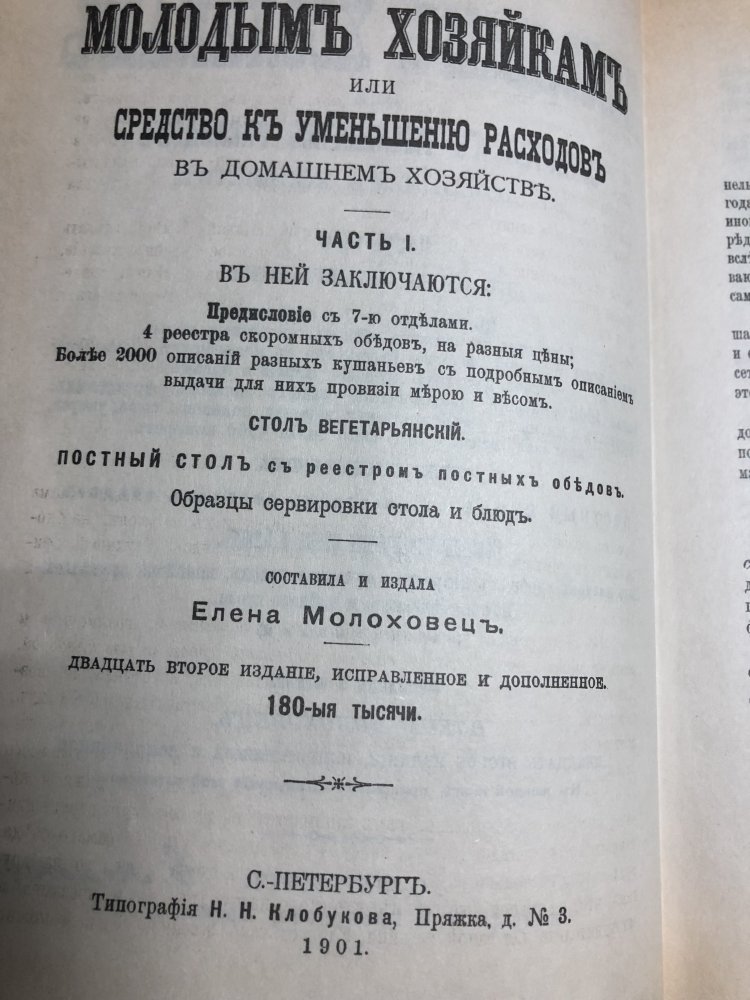 МОЛОДЫМЪ ХОЗЯЙКАМЪ
ИЛИ
СРЕДСТВО КЪ УМЕНЬШЕНІЮ РАСХОДОВЪ
ВЪ ДОМАШНЕМЪ ХОЗЯЙСТВѢ.
ЧАСТЬ I.
ВЪ НЕЙ ЗАКЛЮЧАЮТСЯ:
Предисловіе съ 7-ю отдѣлами.
4 реестра скоромныхъ обѣдовъ, на разныя цѣны;
Болѣе 2000 описаній разныхъ кушаньевъ съ подробнымъ описаніемъ
выдачи для нихъ провизіи мѣрою и вѣсомъ.
СТОЛЪ ВЕГЕТАРЬЯНСКІЙ.
ПОСТНЫЙ СТОЛЪ съ реестромъ постныхъ обѣдовъ.
Образцы сервировки стола и блюдъ.
СОСТАВИЛА И ИЗДАЛА
Елена Молоховецъ.
ДВАДЦАТЬ ВТОРОЕ ИЗДАНІЕ, ИСПРАВЛЕННОЕ И ДОПОЛНЕННОЕ.
180-ыя тысячи.
С.-ПЕТЕРБУРГЪ.
Типографія Н. Н. Клобукова, Пряжка, д. № 3.
1901.